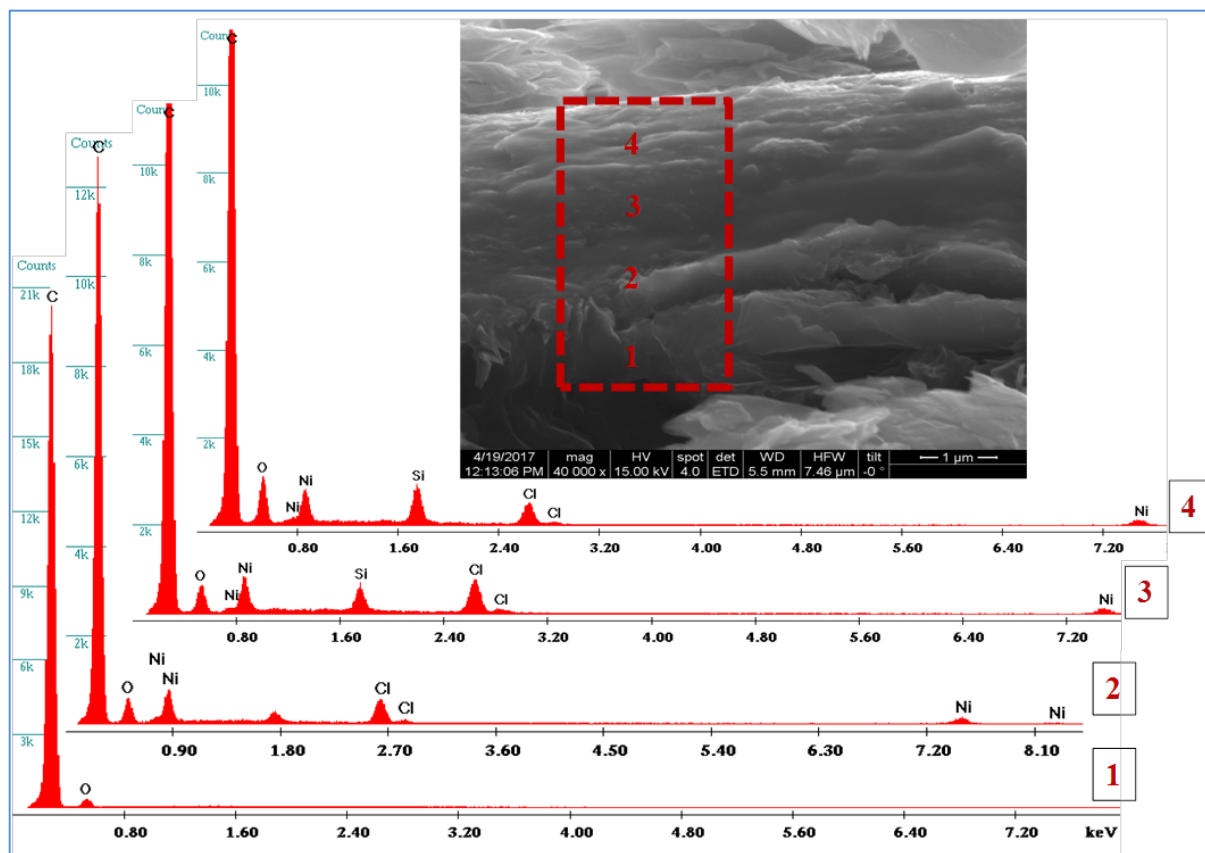 Counts
C
10k
8k
6k
4k
2k
O
Ni
Ni
Si
Cl
Cl
Ni
0.80 1.60 2.40 3.20 4.00 4.80 5.60 6.40 7.20
4
4
3
2
1
4/19/2017 mag HV spot det WD HFW tilt
12:13:06 PM 40 000 x 15.00 kV 4.0 ETD 5.5 mm 7.46 µm -0 °
1 µm
Coun
C
10k
8k
6k
4k
2k
O
Ni
Ni
Si
Cl
Cl
Ni
0.80 1.60 2.40 3.20 4.00 4.80 5.60 6.40 7.20
3
Counts
C
12k
10k
8k
6k
4k
2k
O
Ni
Ni
Cl
Cl
Ni
Ni
0.90 1.80 2.70 3.60 4.50 5.40 6.30 7.20 8.10
2
Counts
C
21k
18k
15k
12k
9k
6k
3k
O
0.80 1.60 2.40 3.20 4.00 4.80 5.60 6.40 7.20 keV
1